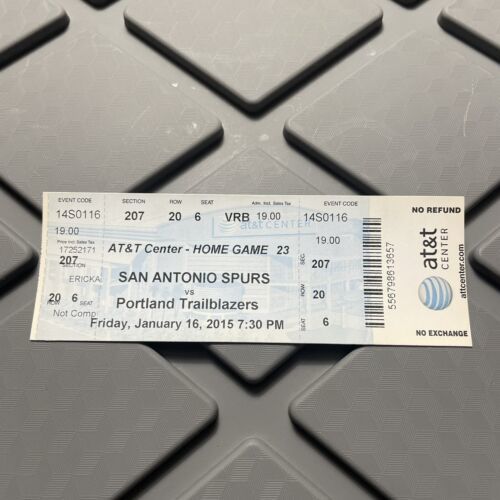 EVENT CODE SECTION ROW SEAT Adm. Incl. Sales Tax EVENT CODE
14S0116 207 20 6 VRB 19.00 14S0116
19.00
Price Incl. Sales Tax
17252171
207
SECTION
ERICKA
20 6
ROW SEAT
Not Comp
at&t CENTER
AT&T Center - HOME GAME 23
SAN ANTONIO SPURS
vs
Portland Trailblazers
Friday, January 16, 2015 7:30 PM
19.00
SEC 207
ROW 20
SEAT 6
556798613657
NO REFUND
at&t
CENTER
attcenter.com
NO EXCHANGE